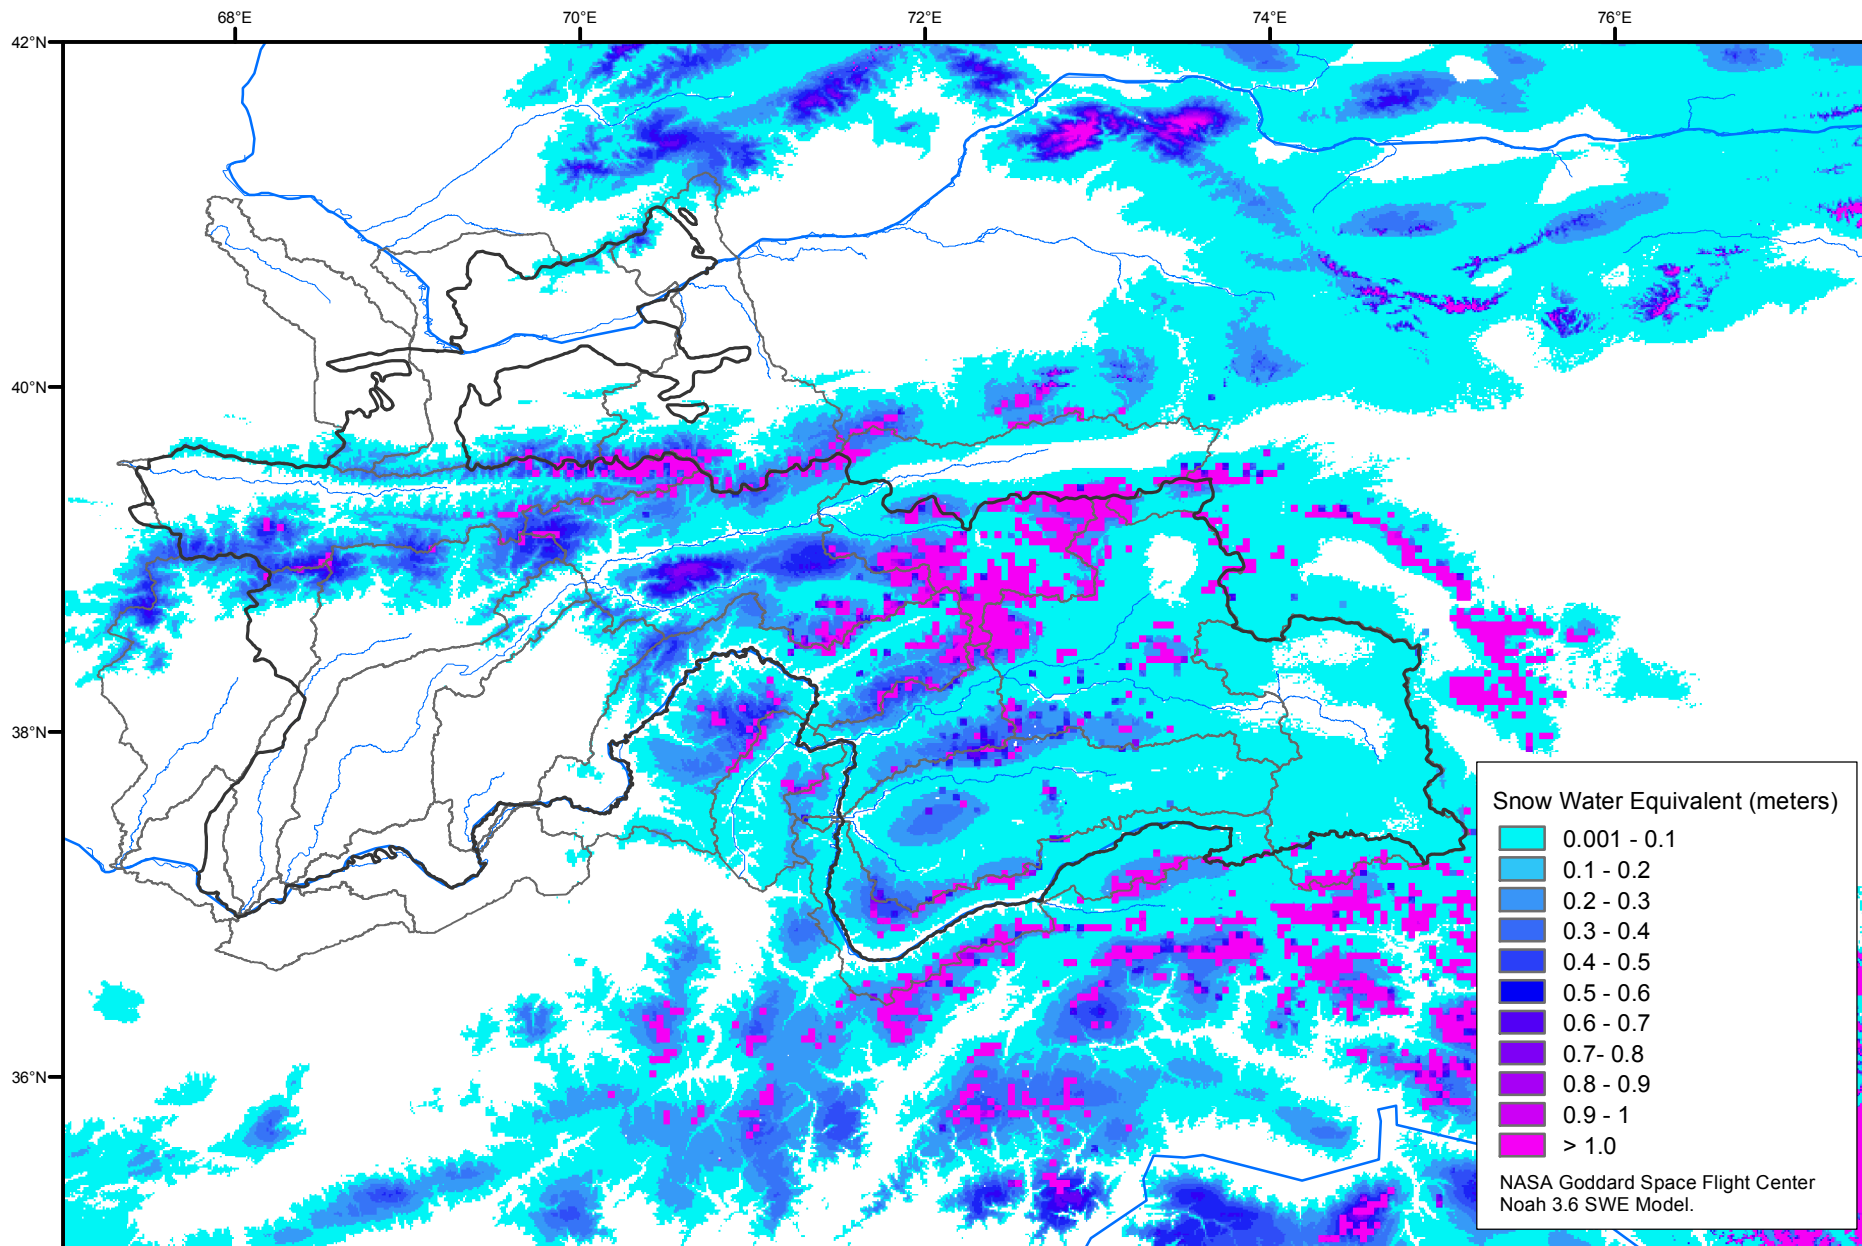 68°E 70°E 72°E 74°E 76°E
42°N
40°N
38°N
36°N
Snow Water Equivalent (meters)
0.001 - 0.1
0.1 - 0.2
0.2 - 0.3
0.3 - 0.4
0.4 - 0.5
0.5 - 0.6
0.6 - 0.7
0.7- 0.8
0.8 - 0.9
0.9 - 1
> 1.0
NASA Goddard Space Flight Center
Noah 3.6 SWE Model.